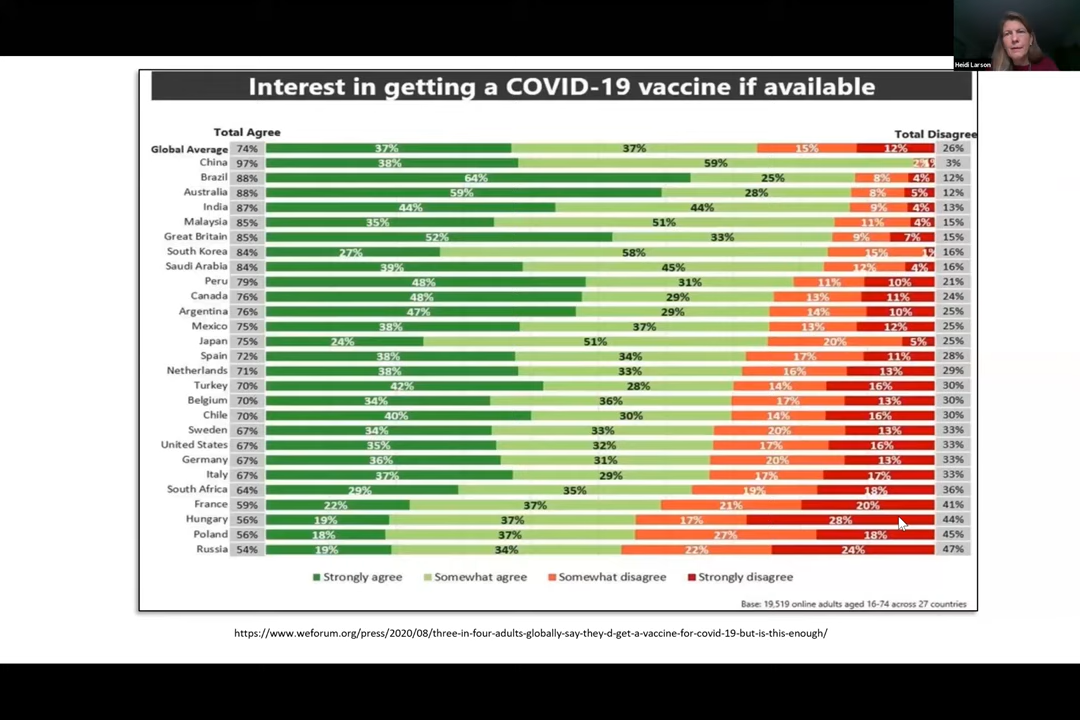 Heidi Larson
Interest in getting a COVID-19 vaccine if available
Total Agree Total Disagree
Global Average 74% 37% 37% 15% 12% 26%
China 97% 38% 59% 2% 3%
Brazil 88% 64% 25% 8% 4% 12%
Australia 88% 59% 28% 8% 5% 12%
India 87% 44% 44% 9% 4% 13%
Malaysia 85% 35% 51% 11% 4% 15%
Great Britain 85% 52% 33% 9% 7% 15%
South Korea 84% 27% 58% 15% 1% 16%
Saudi Arabia 84% 39% 45% 12% 4% 16%
Peru 79% 48% 31% 11% 10% 21%
Canada 76% 48% 29% 13% 11% 24%
Argentina 76% 47% 29% 14% 10% 25%
Mexico 75% 38% 37% 13% 12% 25%
Japan 75% 24% 51% 20% 5% 25%
Spain 72% 38% 34% 17% 11% 28%
Netherlands 71% 38% 33% 16% 13% 29%
Turkey 70% 42% 28% 14% 16% 30%
Belgium 70% 34% 36% 17% 13% 30%
Chile 70% 40% 30% 14% 16% 30%
Sweden 67% 34% 33% 20% 13% 33%
United States 67% 35% 32% 17% 16% 33%
Germany 67% 36% 31% 20% 13% 33%
Italy 67% 37% 29% 17% 17% 33%
South Africa 64% 29% 35% 19% 18% 36%
France 59% 22% 37% 21% 20% 41%
Hungary 56% 19% 37% 17% 28% 44%
Poland 56% 18% 37% 27% 18% 45%
Russia 54% 19% 34% 22% 24% 47%
Strongly agree Somewhat agree Somewhat disagree Strongly disagree
Base: 19,519 online adults aged 16-74 across 27 countries
https://www.weforum.org/press/2020/08/three-in-four-adults-globally-say-they-d-get-a-vaccine-for-covid-19-but-is-this-enough/